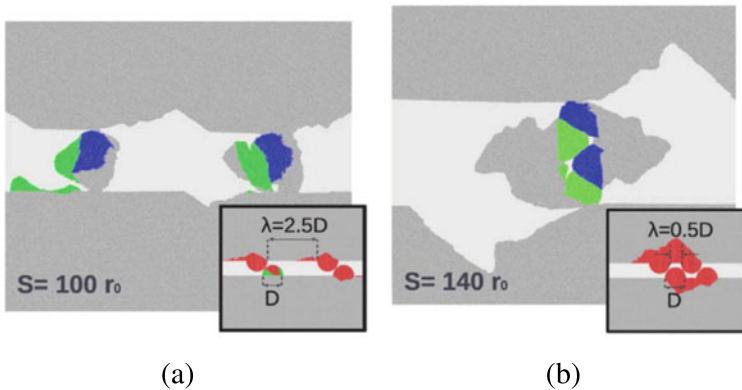 λ=2.5D
S= 100 r₀
D
(a)
λ=0.5D
S= 140 r₀
D
(b)